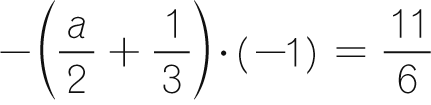 −(a/2 + 1/3)·(−1) = 11/6